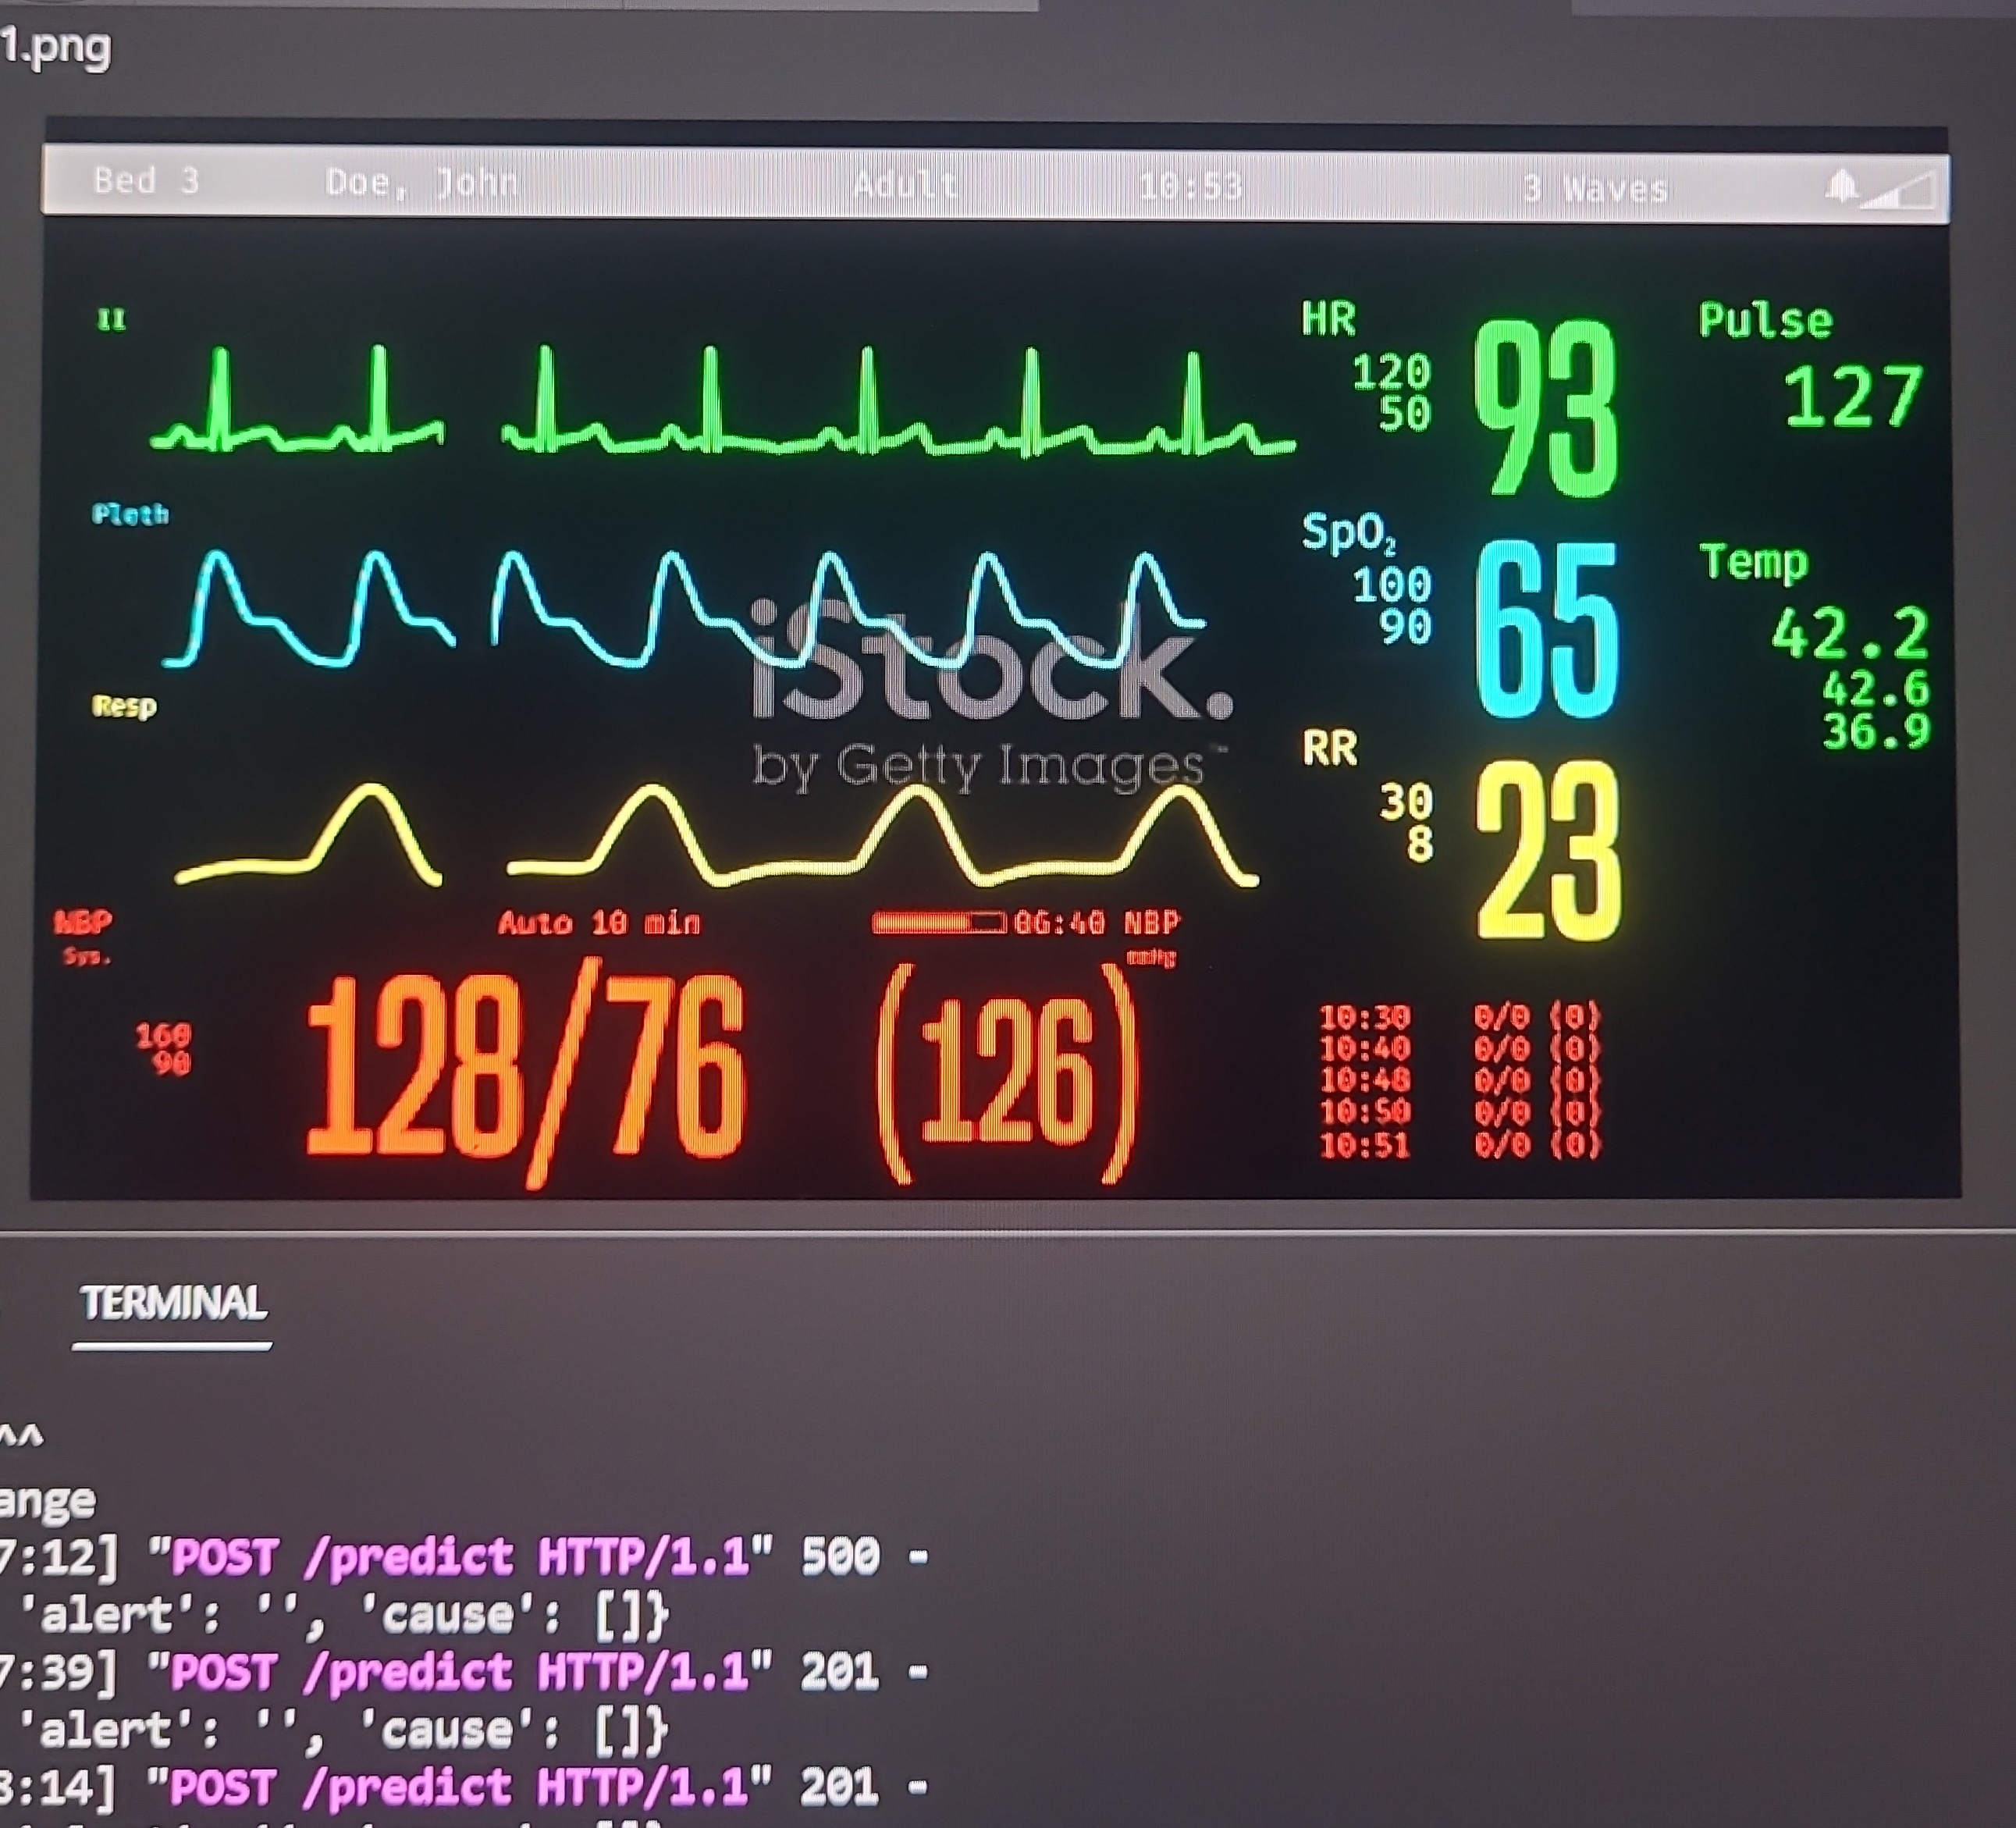 1.png
Bed 3 Doe, John Adult 10:53 3 Waves
II
HR
120
50
93
Pulse
127
Pleth
SpO₂
100
90
65
Temp
42.2
42.6
36.9
iStock.
by Getty Images™
Resp
RR
30
8
23
NBP
Sys.
Auto 10 min
06:40 NBP
mmHg
160
90
128/76
(126)
10:30 0/0 (0)
10:40 0/0 (0)
10:48 0/0 (0)
10:50 0/0 (0)
10:51 0/0 (0)
TERMINAL
^^
ange
7:12] "POST /predict HTTP/1.1" 500 -
'alert': '', 'cause': []}
7:39] "POST /predict HTTP/1.1" 201 -
'alert': '', 'cause': []}
8:14] "POST /predict HTTP/1.1" 201 -